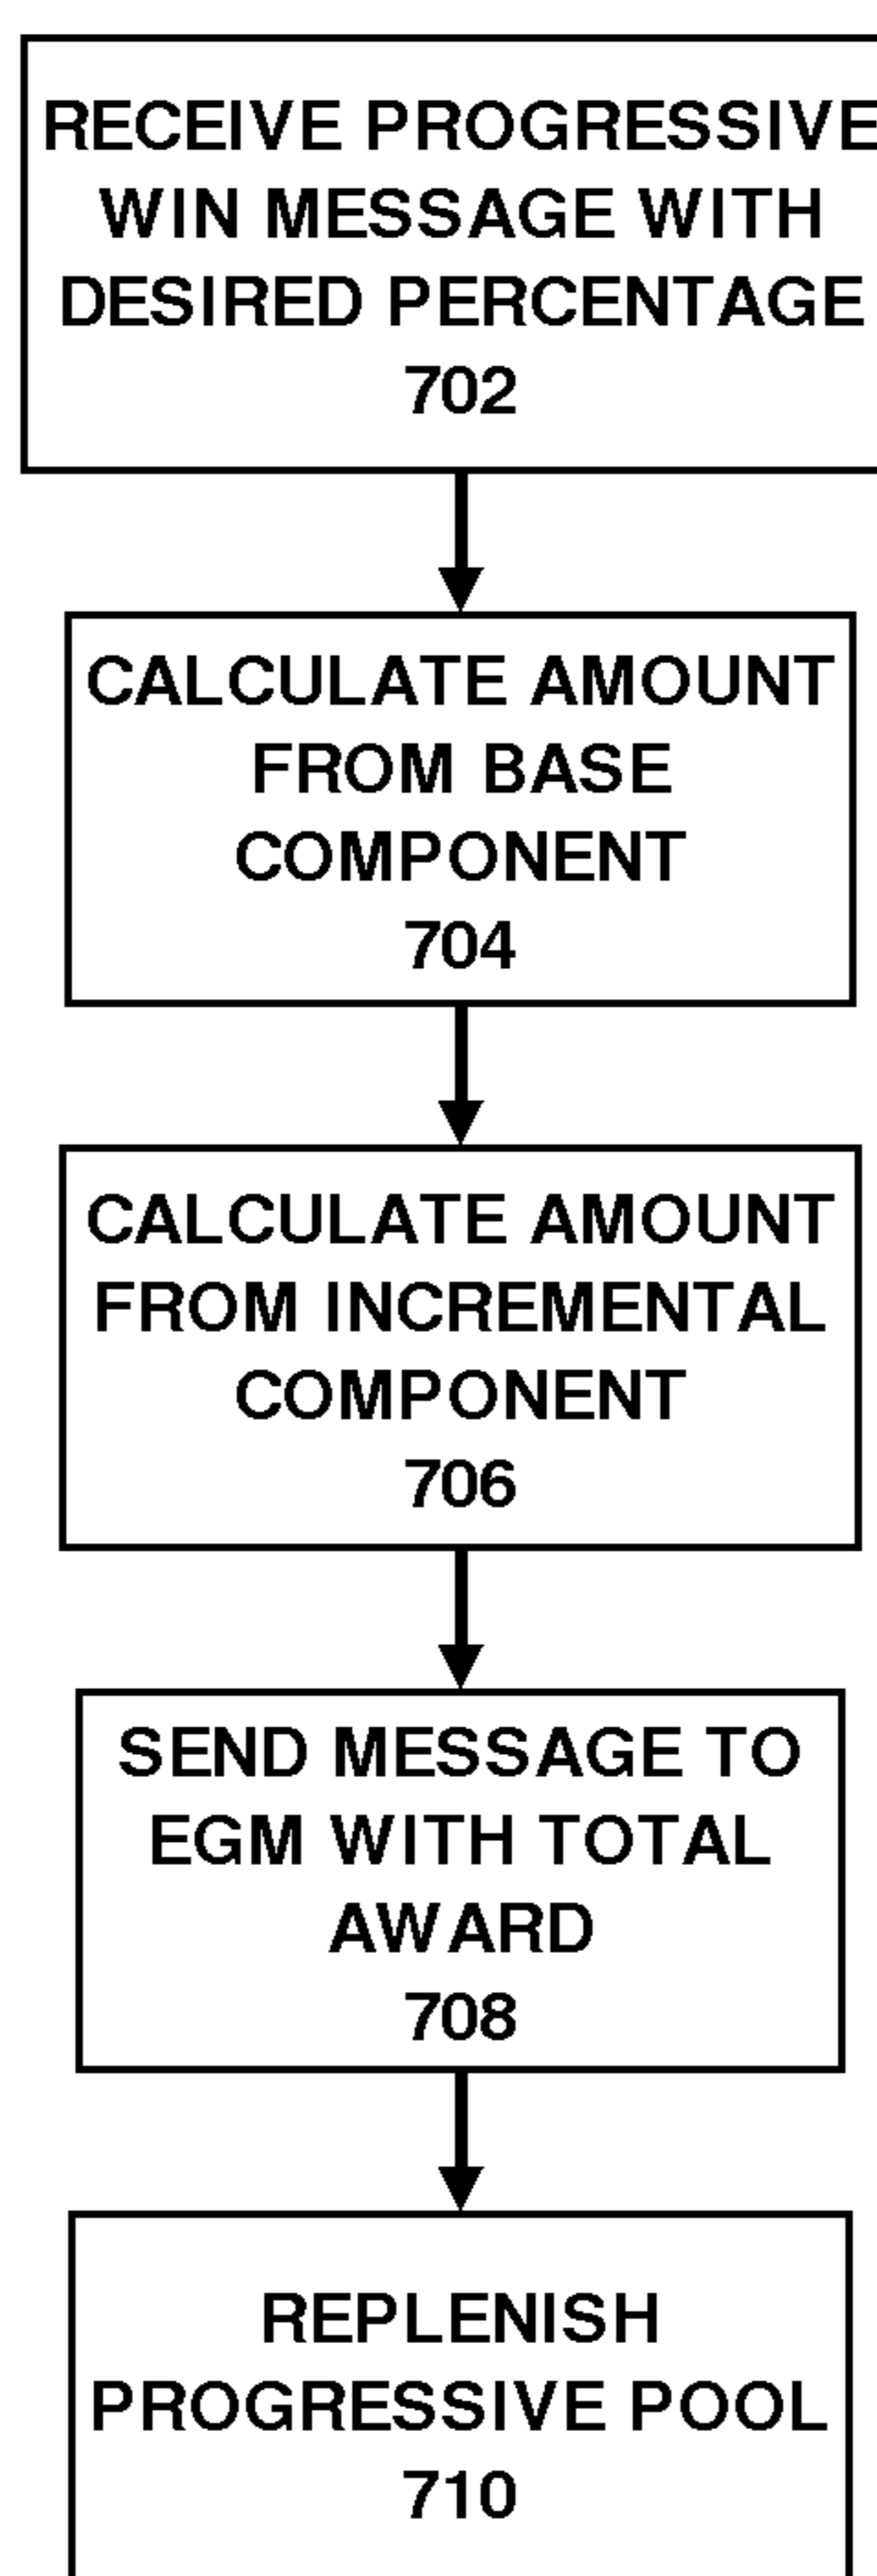 RECEIVE PROGRESSIVE
WIN MESSAGE WITH
DESIRED PERCENTAGE
702
CALCULATE AMOUNT
FROM BASE
COMPONENT
704
CALCULATE AMOUNT
FROM INCREMENTAL
COMPONENT
706
SEND MESSAGE TO
EGM WITH TOTAL
AWARD
708
REPLENISH
PROGRESSIVE POOL
710